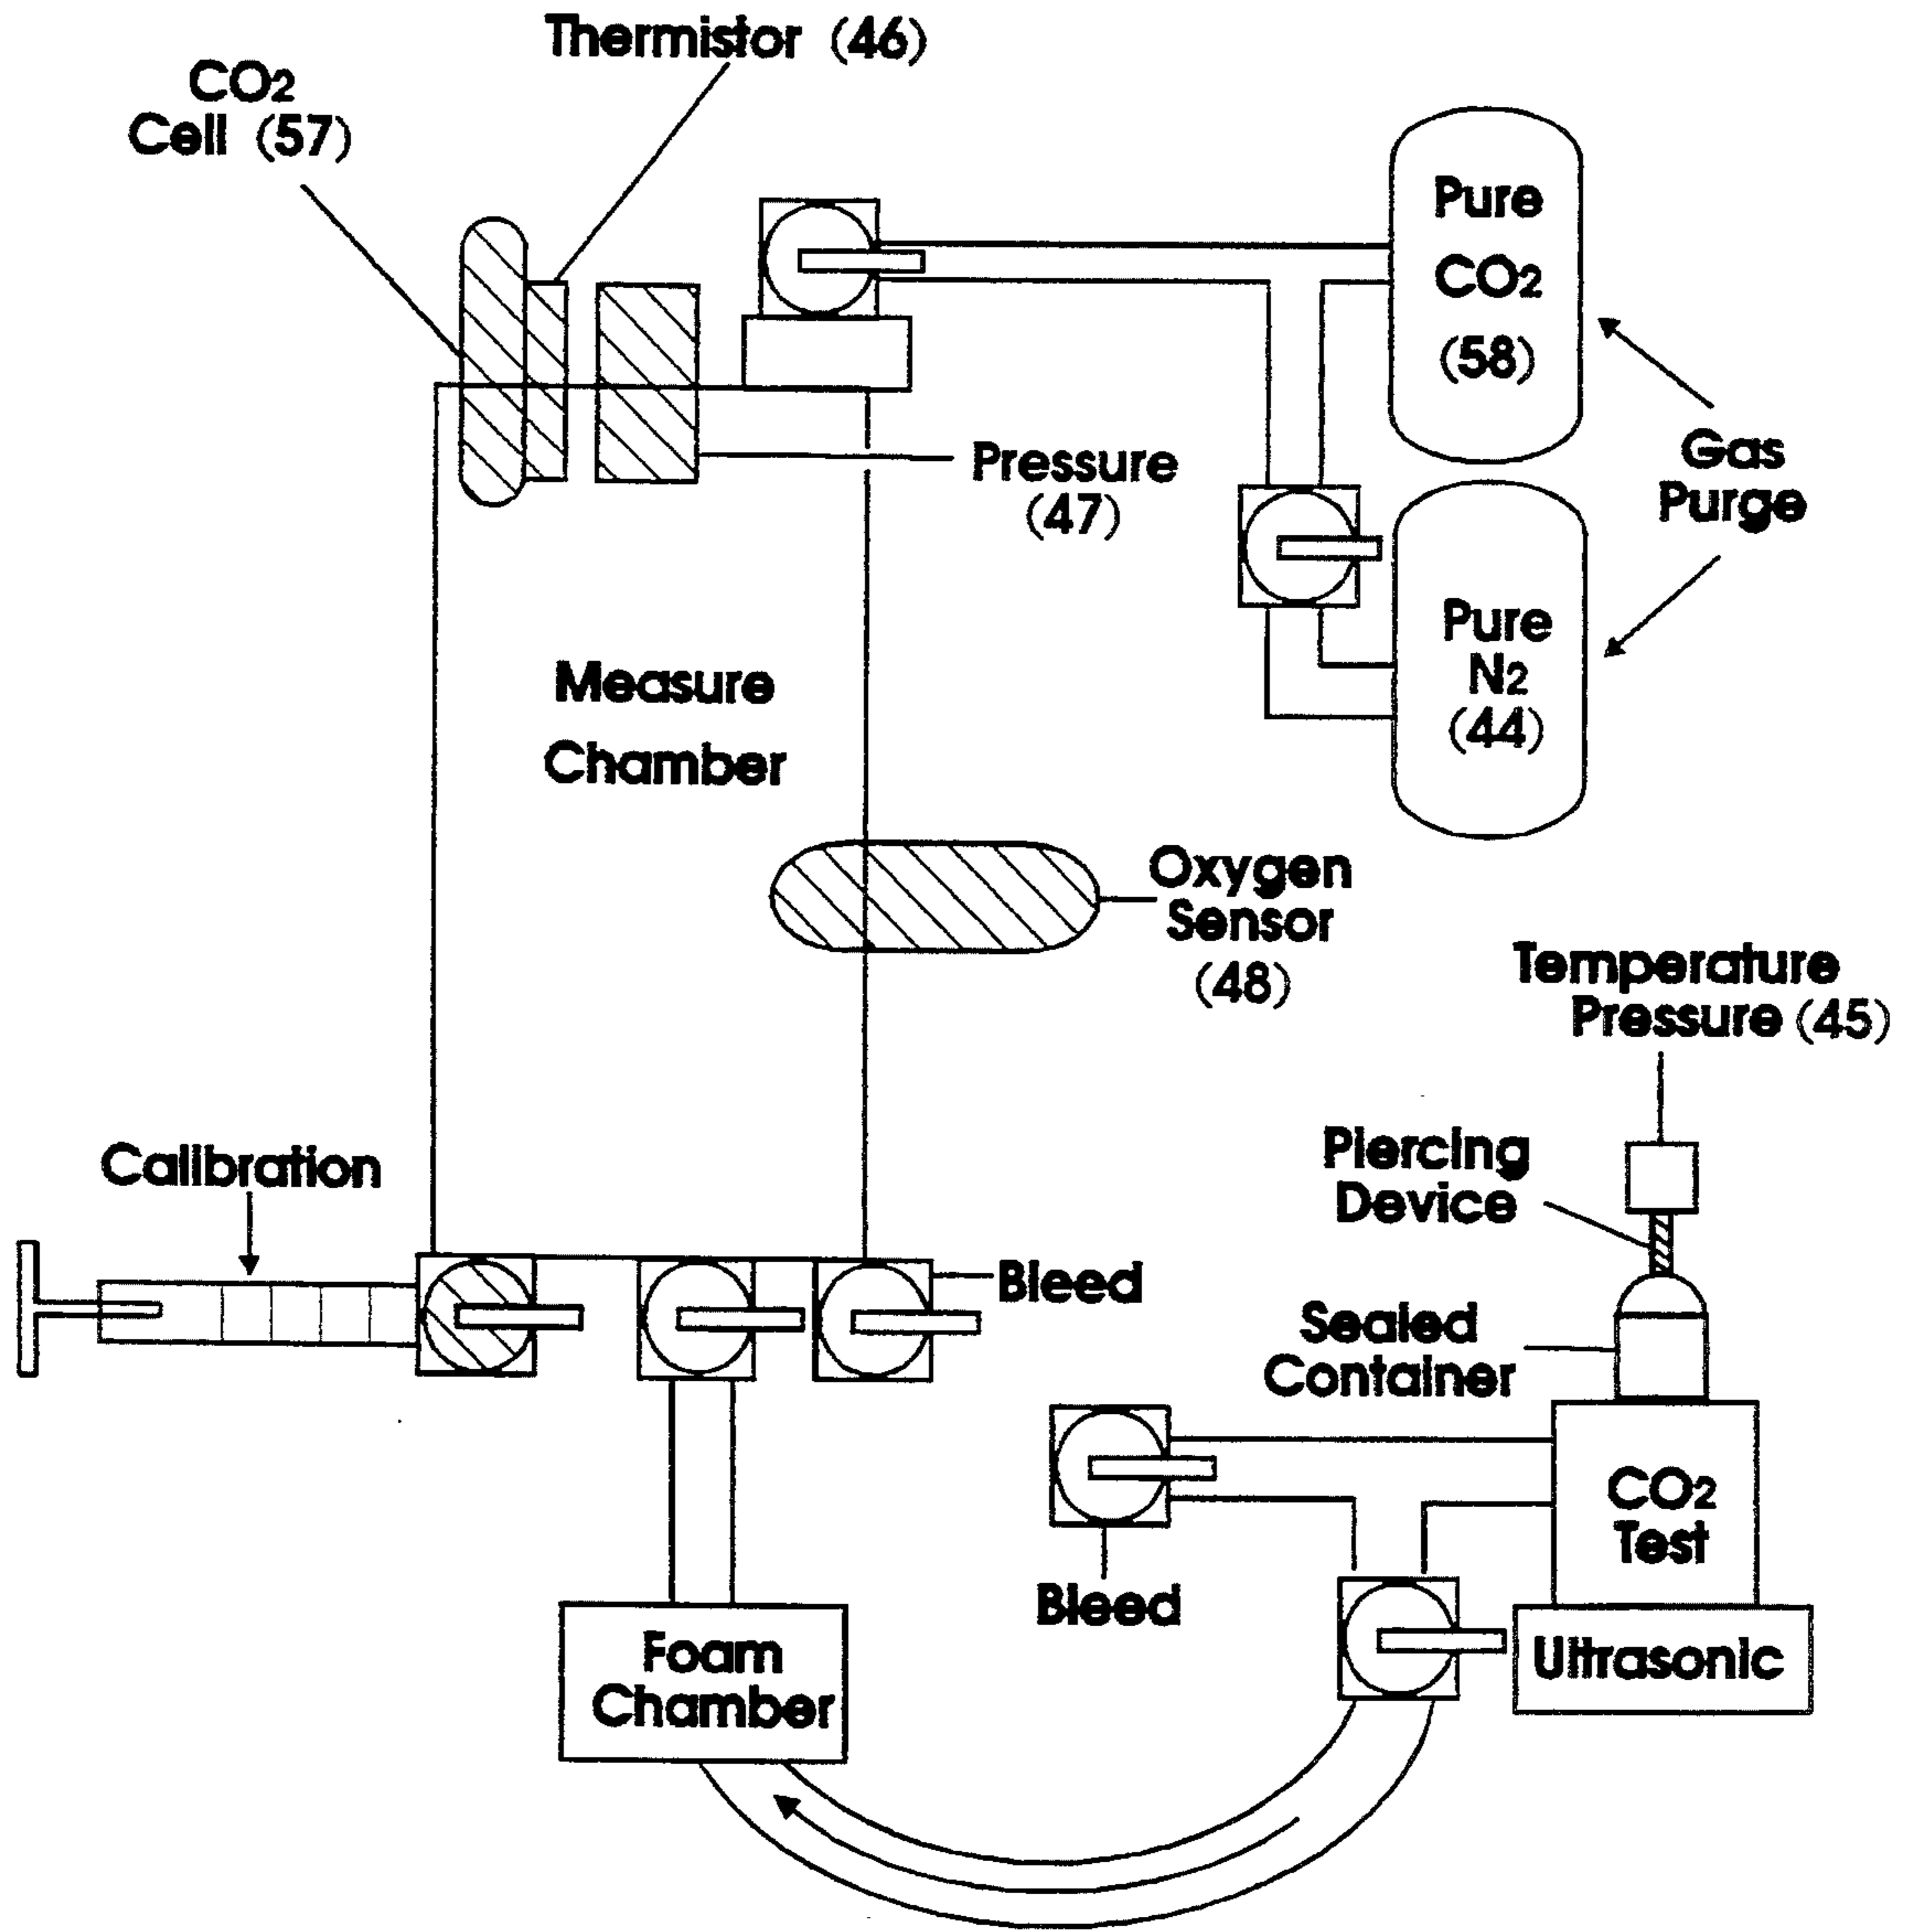 Thermistor (46)
CO2
Cell (57)
Pure
CO2
(58)
Gas
Purge
Pressure
(47)
Pure
N2
(44)
Measure
Chamber
Oxygen
Sensor
(48)
Temperature
Pressure (45)
Piercing
Device
Calibration
Bleed
Sealed
Container
CO2
Test
Bleed
Ultrasonic
Foam
Chamber